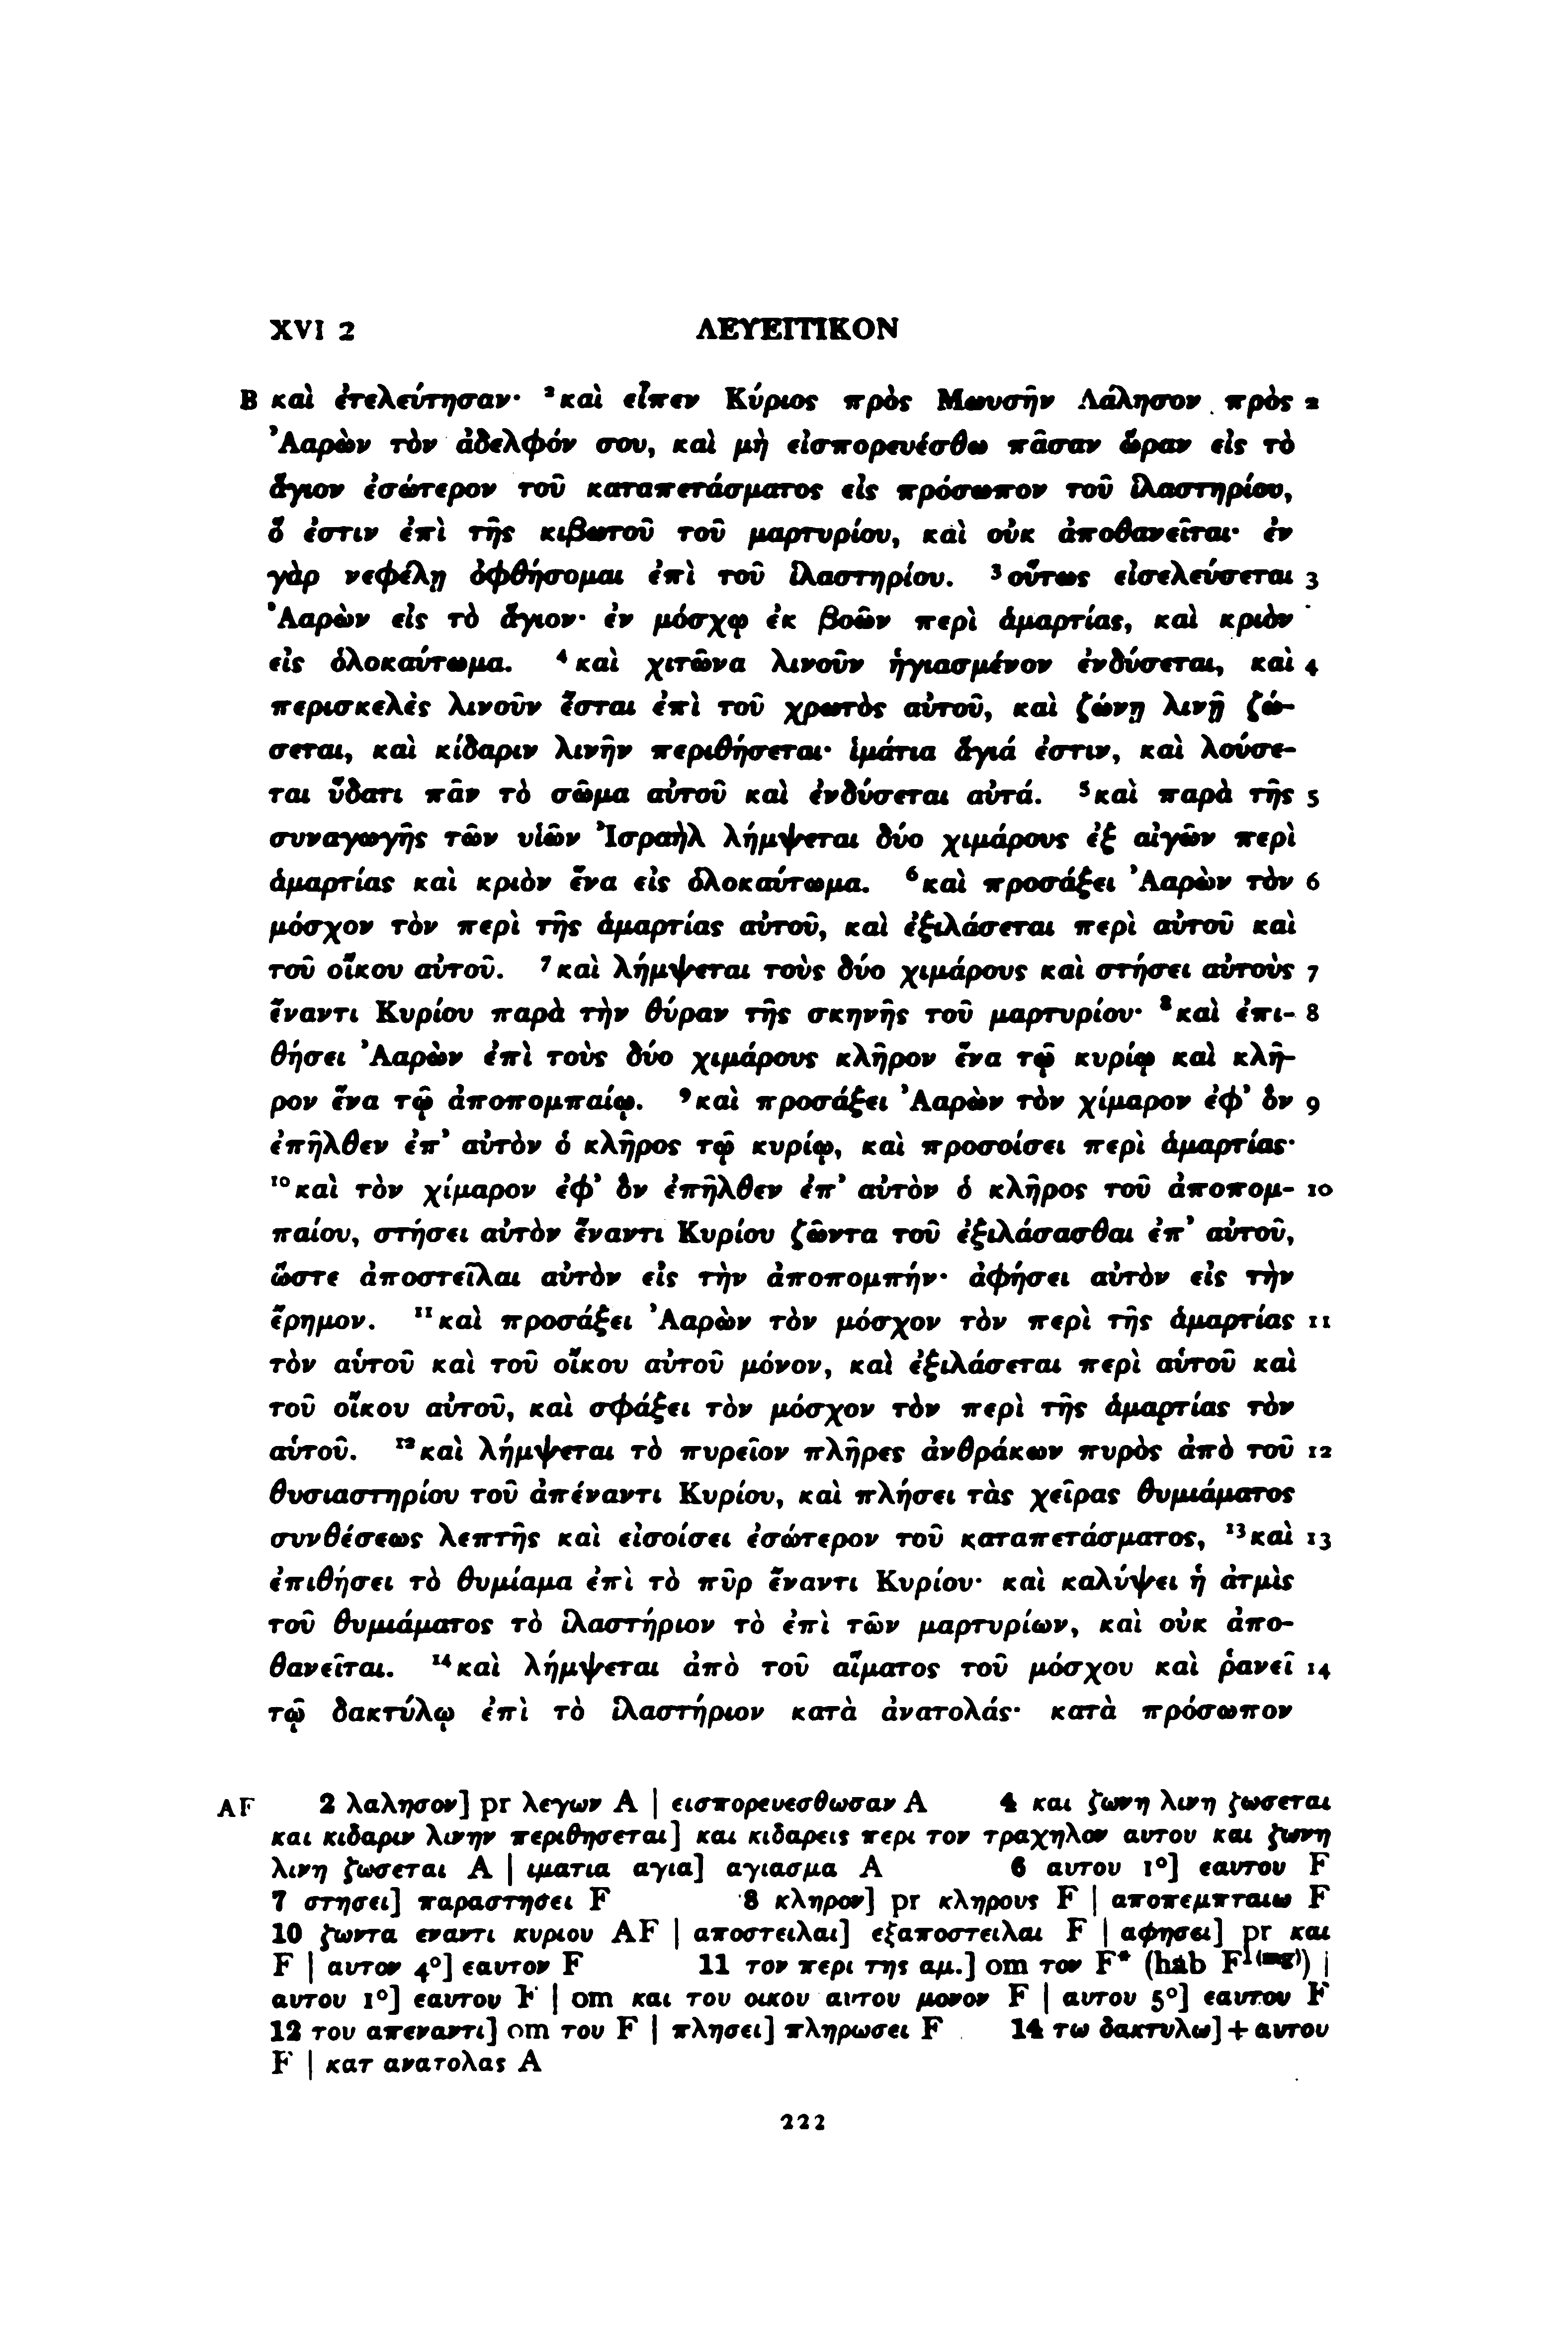 XVI 2 ΛΕΥΕΙΤΙΚΟΝ
B καὶ ἐτελεύτησαν· ²καὶ εἶπεν Κύριος πρὸς Μωυσῆν Λάλησον πρὸς 2
Ἀαρὼν τὸν ἀδελφόν σου, καὶ μὴ εἰσπορευέσθω πᾶσαν ὥραν εἰς τὸ
ἅγιον ἐσώτερον τοῦ καταπετάσματος εἰς πρόσωπον τοῦ ἱλαστηρίου,
ὅ ἐστιν ἐπὶ τῆς κιβωτοῦ τοῦ μαρτυρίου, καὶ οὐκ ἀποθανεῖται· ἐν
γὰρ νεφέλῃ ὀφθήσομαι ἐπὶ τοῦ ἱλαστηρίου. ³οὕτως εἰσελεύσεται 3
Ἀαρὼν εἰς τὸ ἅγιον· ἐν μόσχῳ ἐκ βοῶν περὶ ἁμαρτίας, καὶ κριὸν
εἰς ὁλοκαύτωμα. ⁴καὶ χιτῶνα λινοῦν ἡγιασμένον ἐνδύσεται, καὶ 4
περισκελὲς λινοῦν ἔσται ἐπὶ τοῦ χρωτὸς αὐτοῦ, καὶ ζώνῃ λινῇ ζώ-
σεται, καὶ κίδαριν λινῆν περιθήσεται· ἱμάτια ἅγιά ἐστιν, καὶ λούσε-
ται ὕδατι πᾶν τὸ σῶμα αὐτοῦ καὶ ἐνδύσεται αὐτά. ⁵καὶ παρὰ τῆς 5
συναγωγῆς τῶν υἱῶν Ἰσραὴλ λήμψεται δύο χιμάρους ἐξ αἰγῶν περὶ
ἁμαρτίας καὶ κριὸν ἕνα εἰς ὁλοκαύτωμα. ⁶καὶ προσάξει Ἀαρὼν τὸν 6
μόσχον τὸν περὶ τῆς ἁμαρτίας αὐτοῦ, καὶ ἐξιλάσεται περὶ αὐτοῦ καὶ
τοῦ οἴκου αὐτοῦ. ⁷καὶ λήμψεται τοὺς δύο χιμάρους καὶ στήσει αὐτοὺς 7
ἔναντι Κυρίου παρὰ τὴν θύραν τῆς σκηνῆς τοῦ μαρτυρίου· ⁸καὶ ἐπι- 8
θήσει Ἀαρὼν ἐπὶ τοὺς δύο χιμάρους κλῆρον ἕνα τῷ κυρίῳ καὶ κλῆ-
ρον ἕνα τῷ ἀποπομπαίῳ. ⁹καὶ προσάξει Ἀαρὼν τὸν χίμαρον ἐφ’ ὃν 9
ἐπῆλθεν ἐπ’ αὐτὸν ὁ κλῆρος τῷ κυρίῳ, καὶ προσοίσει περὶ ἁμαρτίας·
¹⁰καὶ τὸν χίμαρον ἐφ’ ὃν ἐπῆλθεν ἐπ’ αὐτὸν ὁ κλῆρος τοῦ ἀποπομ- 10
παίου, στήσει αὐτὸν ἔναντι Κυρίου ζῶντα τοῦ ἐξιλάσασθαι ἐπ’ αὐτοῦ,
ὥστε ἀποστεῖλαι αὐτὸν εἰς τὴν ἀποπομπήν· ἀφήσει αὐτὸν εἰς τὴν
ἔρημον. ¹¹καὶ προσάξει Ἀαρὼν τὸν μόσχον τὸν περὶ τῆς ἁμαρτίας 11
τὸν αὑτοῦ καὶ τοῦ οἴκου αὐτοῦ μόνον, καὶ ἐξιλάσεται περὶ αὑτοῦ καὶ
τοῦ οἴκου αὐτοῦ, καὶ σφάξει τὸν μόσχον τὸν περὶ τῆς ἁμαρτίας τὸν
αὑτοῦ. ¹²καὶ λήμψεται τὸ πυρεῖον πλῆρες ἀνθράκων πυρὸς ἀπὸ τοῦ 12
θυσιαστηρίου τοῦ ἀπέναντι Κυρίου, καὶ πλήσει τὰς χεῖρας θυμιάματος
συνθέσεως λεπτῆς καὶ εἰσοίσει ἐσώτερον τοῦ καταπετάσματος, ¹³καὶ 13
ἐπιθήσει τὸ θυμίαμα ἐπὶ τὸ πῦρ ἔναντι Κυρίου· καὶ καλύψει ἡ ἀτμὶς
τοῦ θυμιάματος τὸ ἱλαστήριον τὸ ἐπὶ τῶν μαρτυρίων, καὶ οὐκ ἀπο-
θανεῖται. ¹⁴καὶ λήμψεται ἀπὸ τοῦ αἵματος τοῦ μόσχου καὶ ῥανεῖ 14
τῷ δακτύλῳ ἐπὶ τὸ ἱλαστήριον κατὰ ἀνατολάς· κατὰ πρόσωπον
AF 2 λαλησον] pr λεγων A | εισπορευεσθωσαν A 4 και ζωνη λινη ζωσεται
και κιδαριν λινην περιθησεται] και κιδαρεις περι τον τραχηλον αυτου και ζωνη
λινη ζωσεται A | ιματια αγια] αγιασμα A 6 αυτου 1°] εαυτου F
7 στησει] παραστησει F 8 κληρον] pr κληρους F | αποπεμπταιω F
10 ζωντα εναντι κυριου AF | αποστειλαι] εξαποστειλαι F | αφησει] pr και
F | αυτον 4°] εαυτον F 11 τον περι της αμ.] om τον F* (hab F¹⁽ᵐᵍ⁾) |
αυτου 1°] εαυτου F | om και του οικου αυτου μονον F | αυτου 5°] εαυτου F
12 του απεναντι] om του F | πλησει] πληρωσει F 14 τω δακτυλω] + αυτου
F | κατ ανατολας A
222